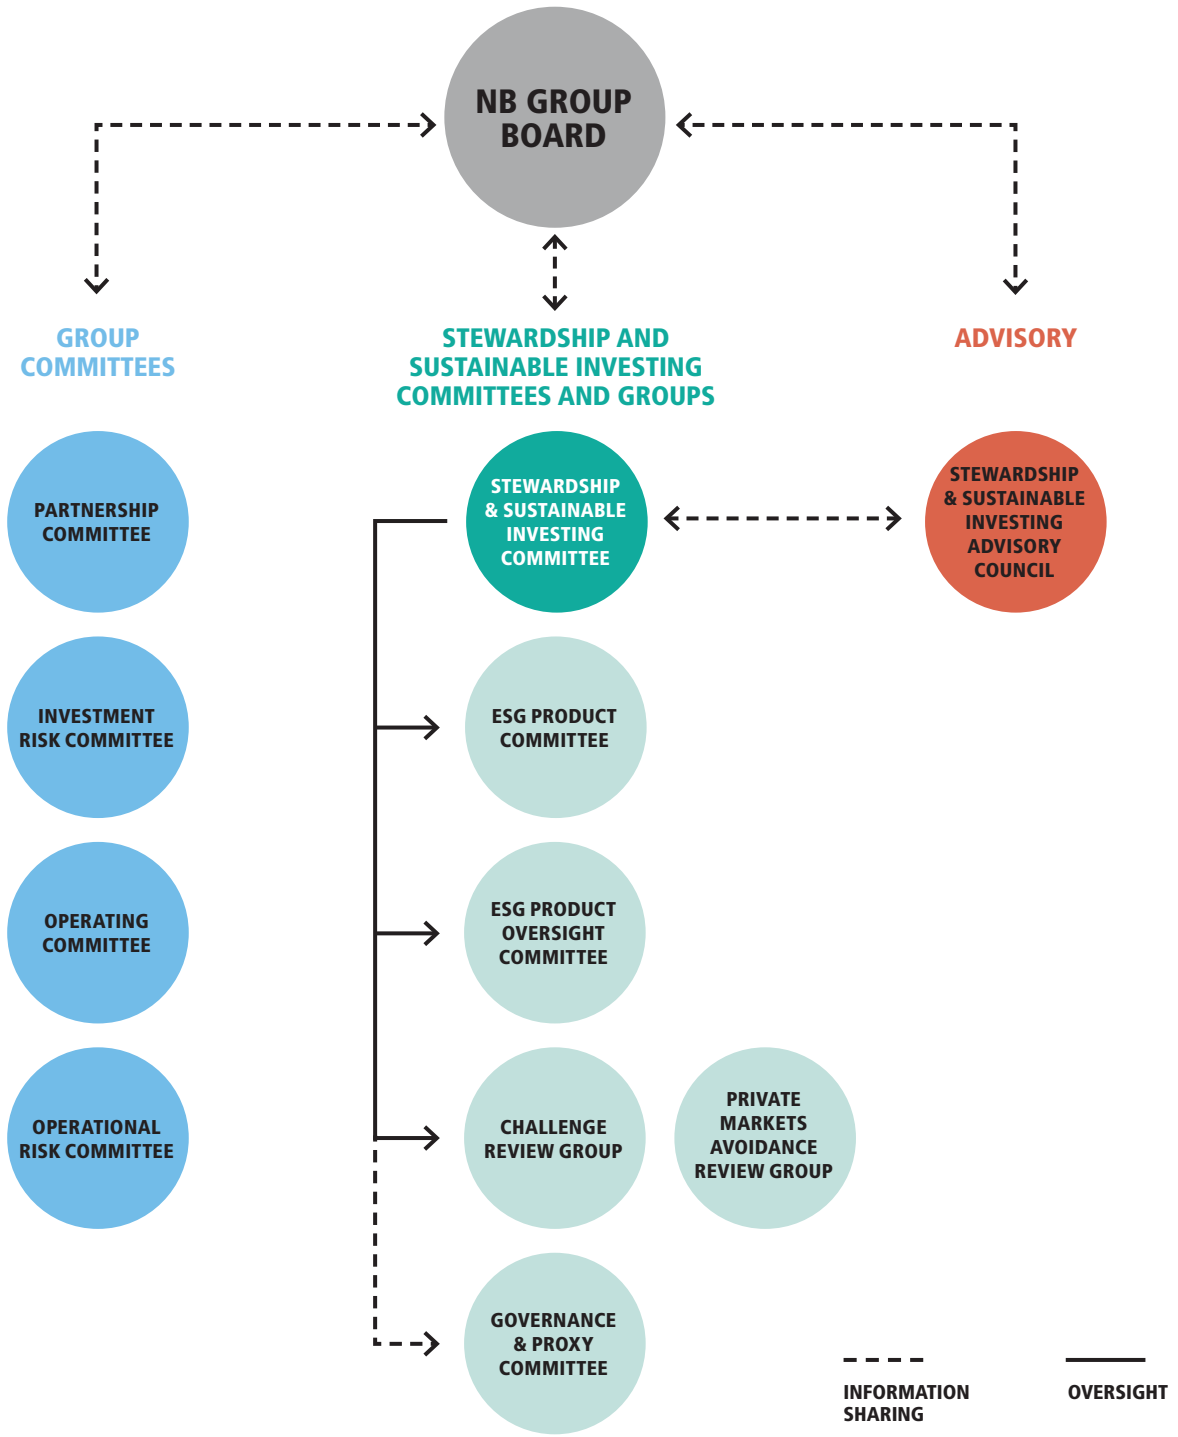 NB GROUP
BOARD
GROUP
COMMITTEES
PARTNERSHIP
COMMITTEE
INVESTMENT
RISK COMMITTEE
OPERATING
COMMITTEE
OPERATIONAL
RISK COMMITTEE
STEWARDSHIP AND
SUSTAINABLE INVESTING
COMMITTEES AND GROUPS
STEWARDSHIP
& SUSTAINABLE
INVESTING
COMMITTEE
ESG PRODUCT
COMMITTEE
ESG PRODUCT
OVERSIGHT
COMMITTEE
CHALLENGE
REVIEW GROUP
PRIVATE
MARKETS
AVOIDANCE
REVIEW GROUP
GOVERNANCE
& PROXY
COMMITTEE
ADVISORY
STEWARDSHIP
& SUSTAINABLE
INVESTING
ADVISORY
COUNCIL
INFORMATION
SHARING
OVERSIGHT